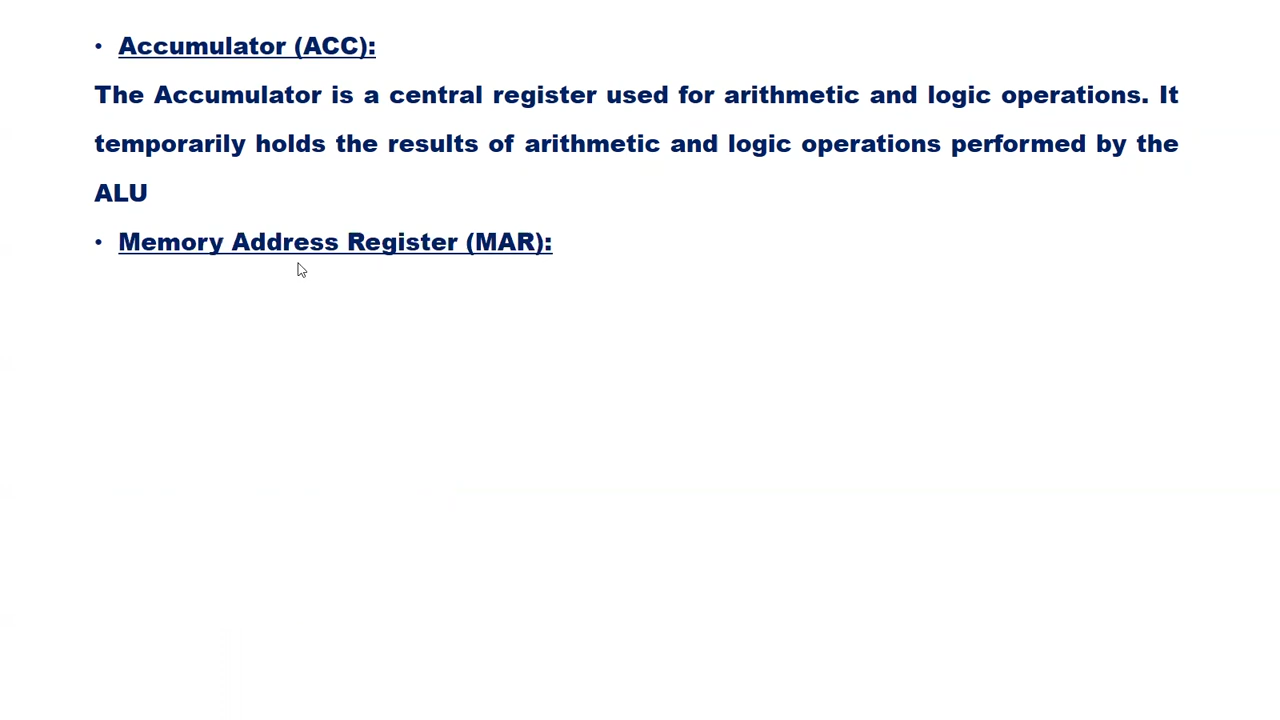 • Accumulator (ACC):
The Accumulator is a central register used for arithmetic and logic operations. It
temporarily holds the results of arithmetic and logic operations performed by the
ALU
• Memory Address Register (MAR):